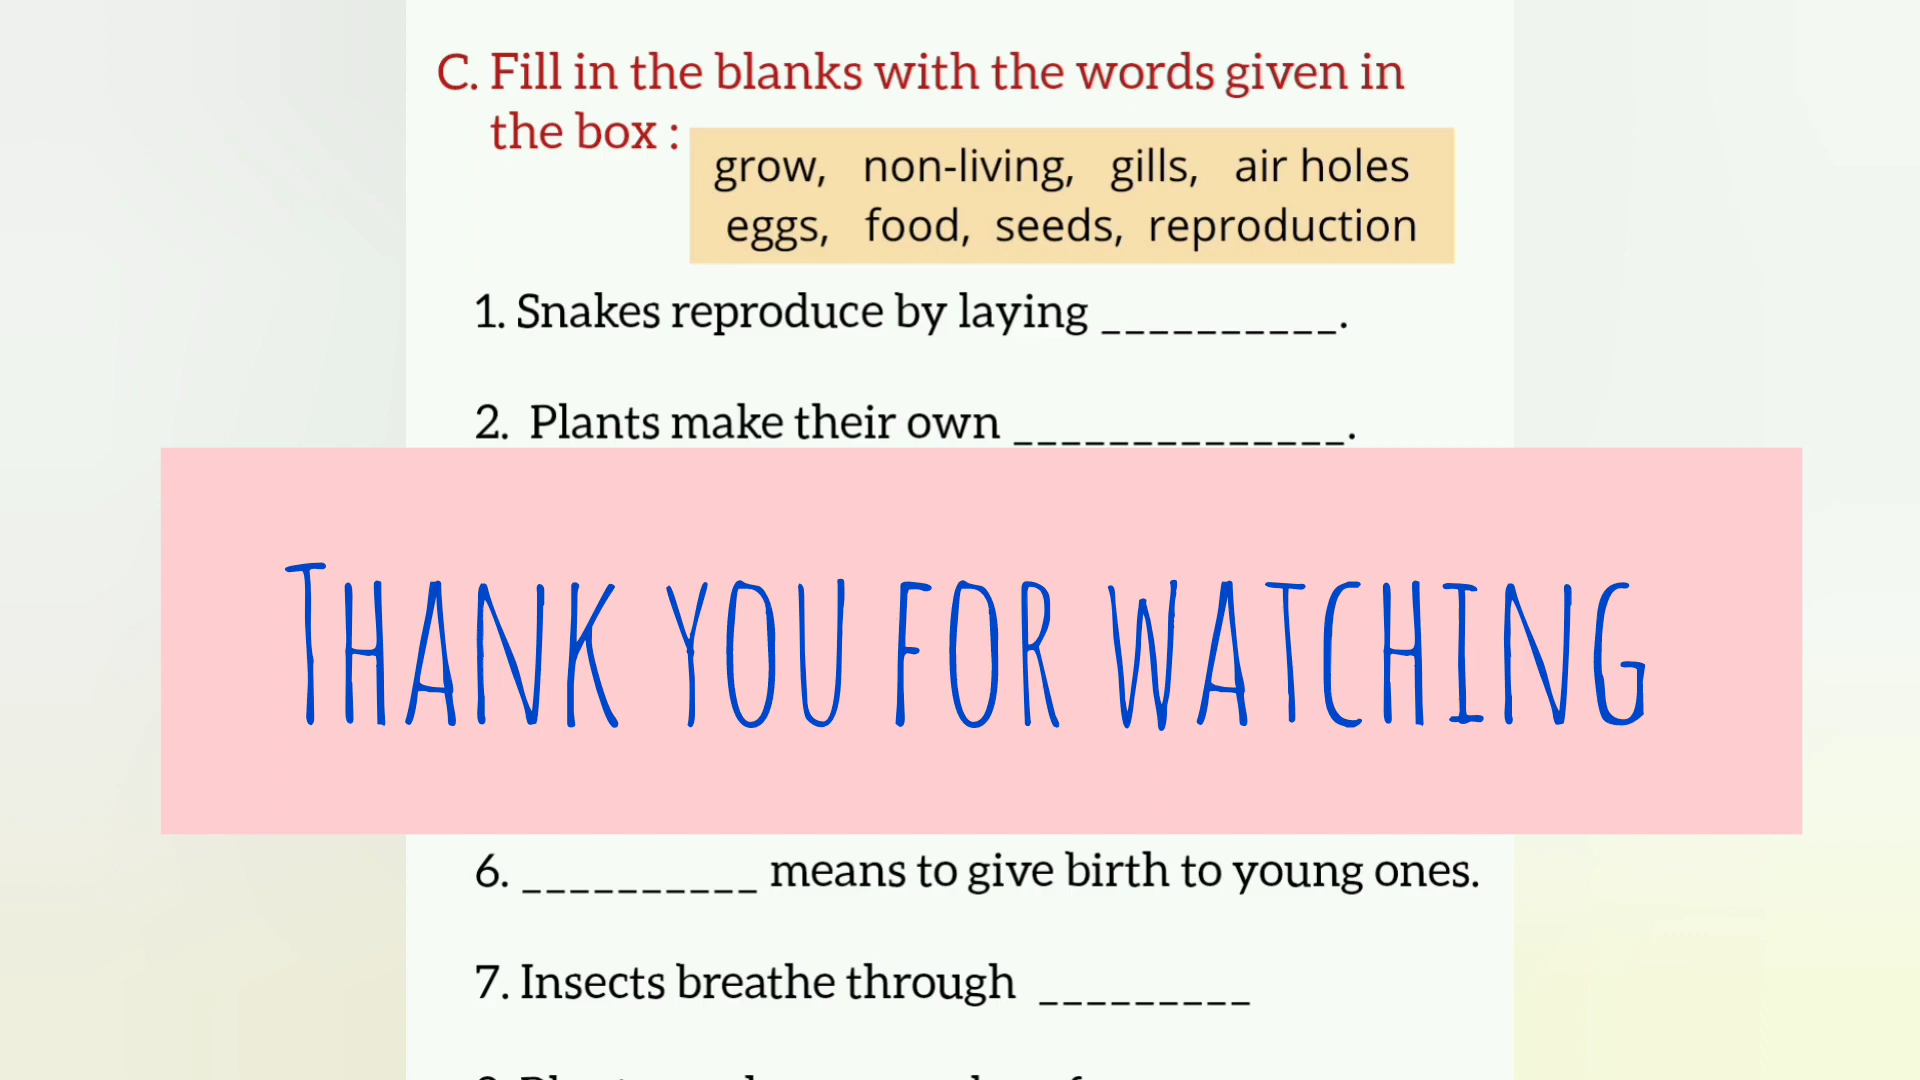 C. Fill in the blanks with the words given in
the box :
grow, non-living, gills, air holes
eggs, food, seeds, reproduction
1. Snakes reproduce by laying __________.
2. Plants make their own ______________.
Thank you for watching
6. __________ means to give birth to young ones.
7. Insects breathe through _________